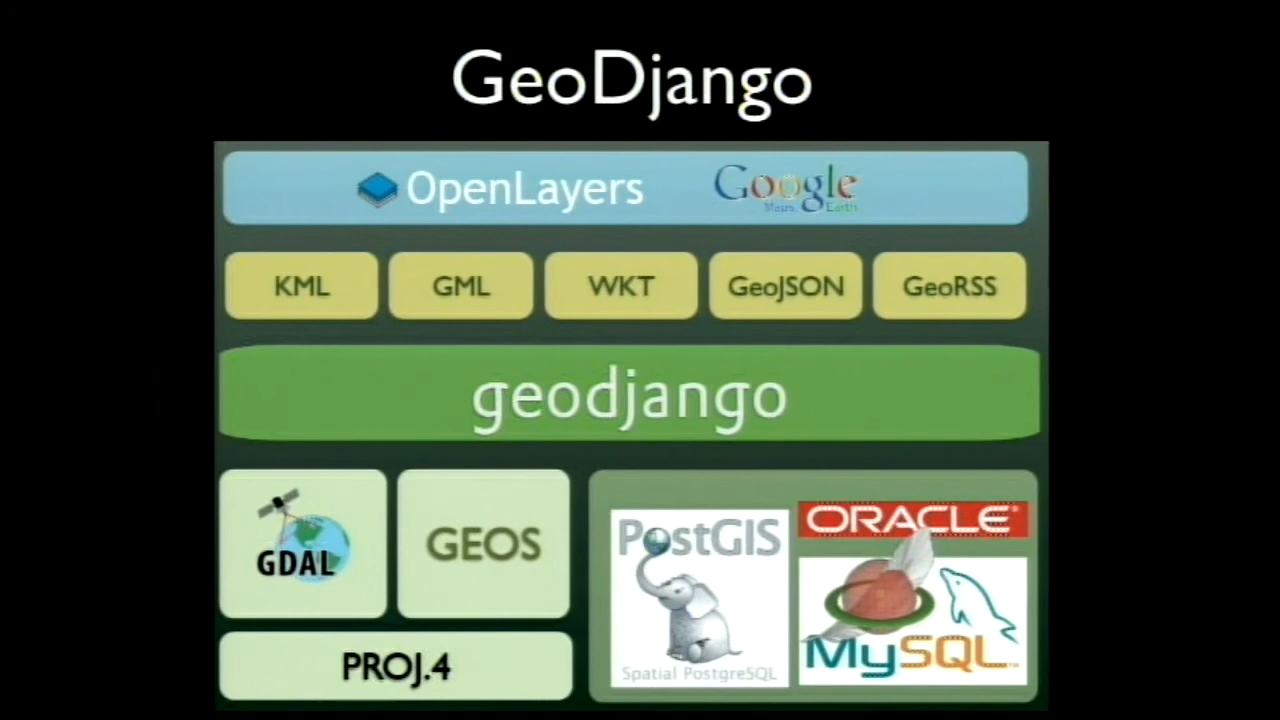 GeoDjango
OpenLayers
Google
Maps Earth
KML
GML
WKT
GeoJSON
GeoRSS
geodjango
GDAL
GEOS
PROJ.4
PostGIS
Spatial PostgreSQL
ORACLE
MySQL